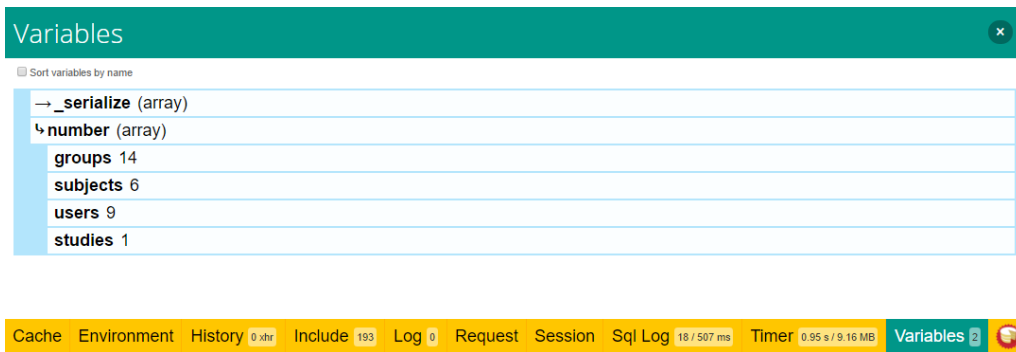 Variables
×
Sort variables by name
→ _serialize (array)
↳ number (array)
groups 14
subjects 6
users 9
studies 1
Cache Environment History 0 xhr Include 193 Log 0 Request Session Sql Log 18 / 507 ms Timer 0.95 s / 9.16 MB Variables 2